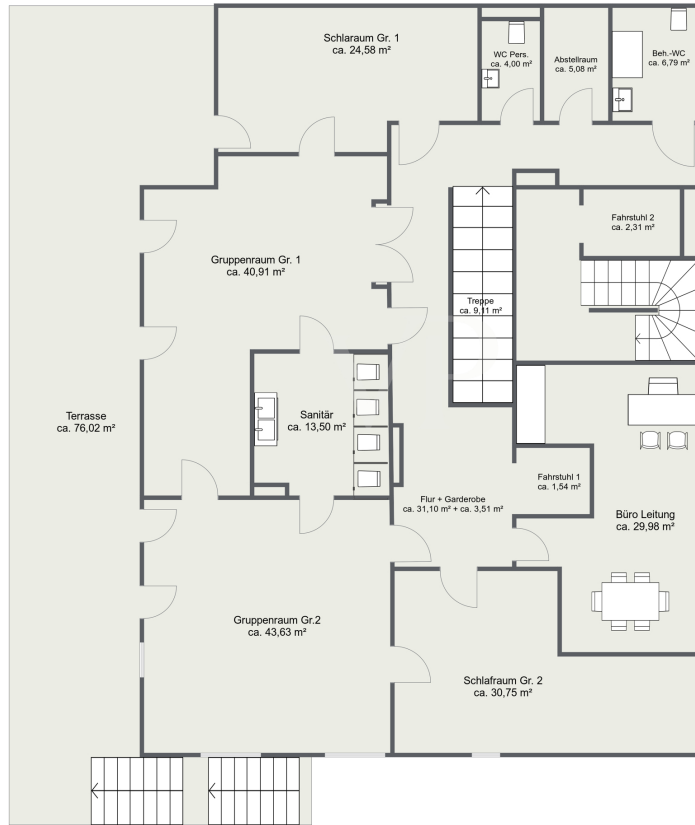 Schlaraum Gr. 1
ca. 24,58 m²
WC Pers.
ca. 4,00 m²
Abstellraum
ca. 5,08 m²
Beh.-WC
ca. 6,79 m²
Fahrstuhl 2
ca. 2,31 m²
Gruppenraum Gr. 1
ca. 40,91 m²
Treppe
ca. 9,11 m²
Terrasse
ca. 76,02 m²
Sanitär
ca. 13,50 m²
Flur + Garderobe
ca. 31,10 m² + ca. 3,51 m²
Fahrstuhl 1
ca. 1,54 m²
Büro Leitung
ca. 29,98 m²
Gruppenraum Gr.2
ca. 43,63 m²
Schlafraum Gr. 2
ca. 30,75 m²